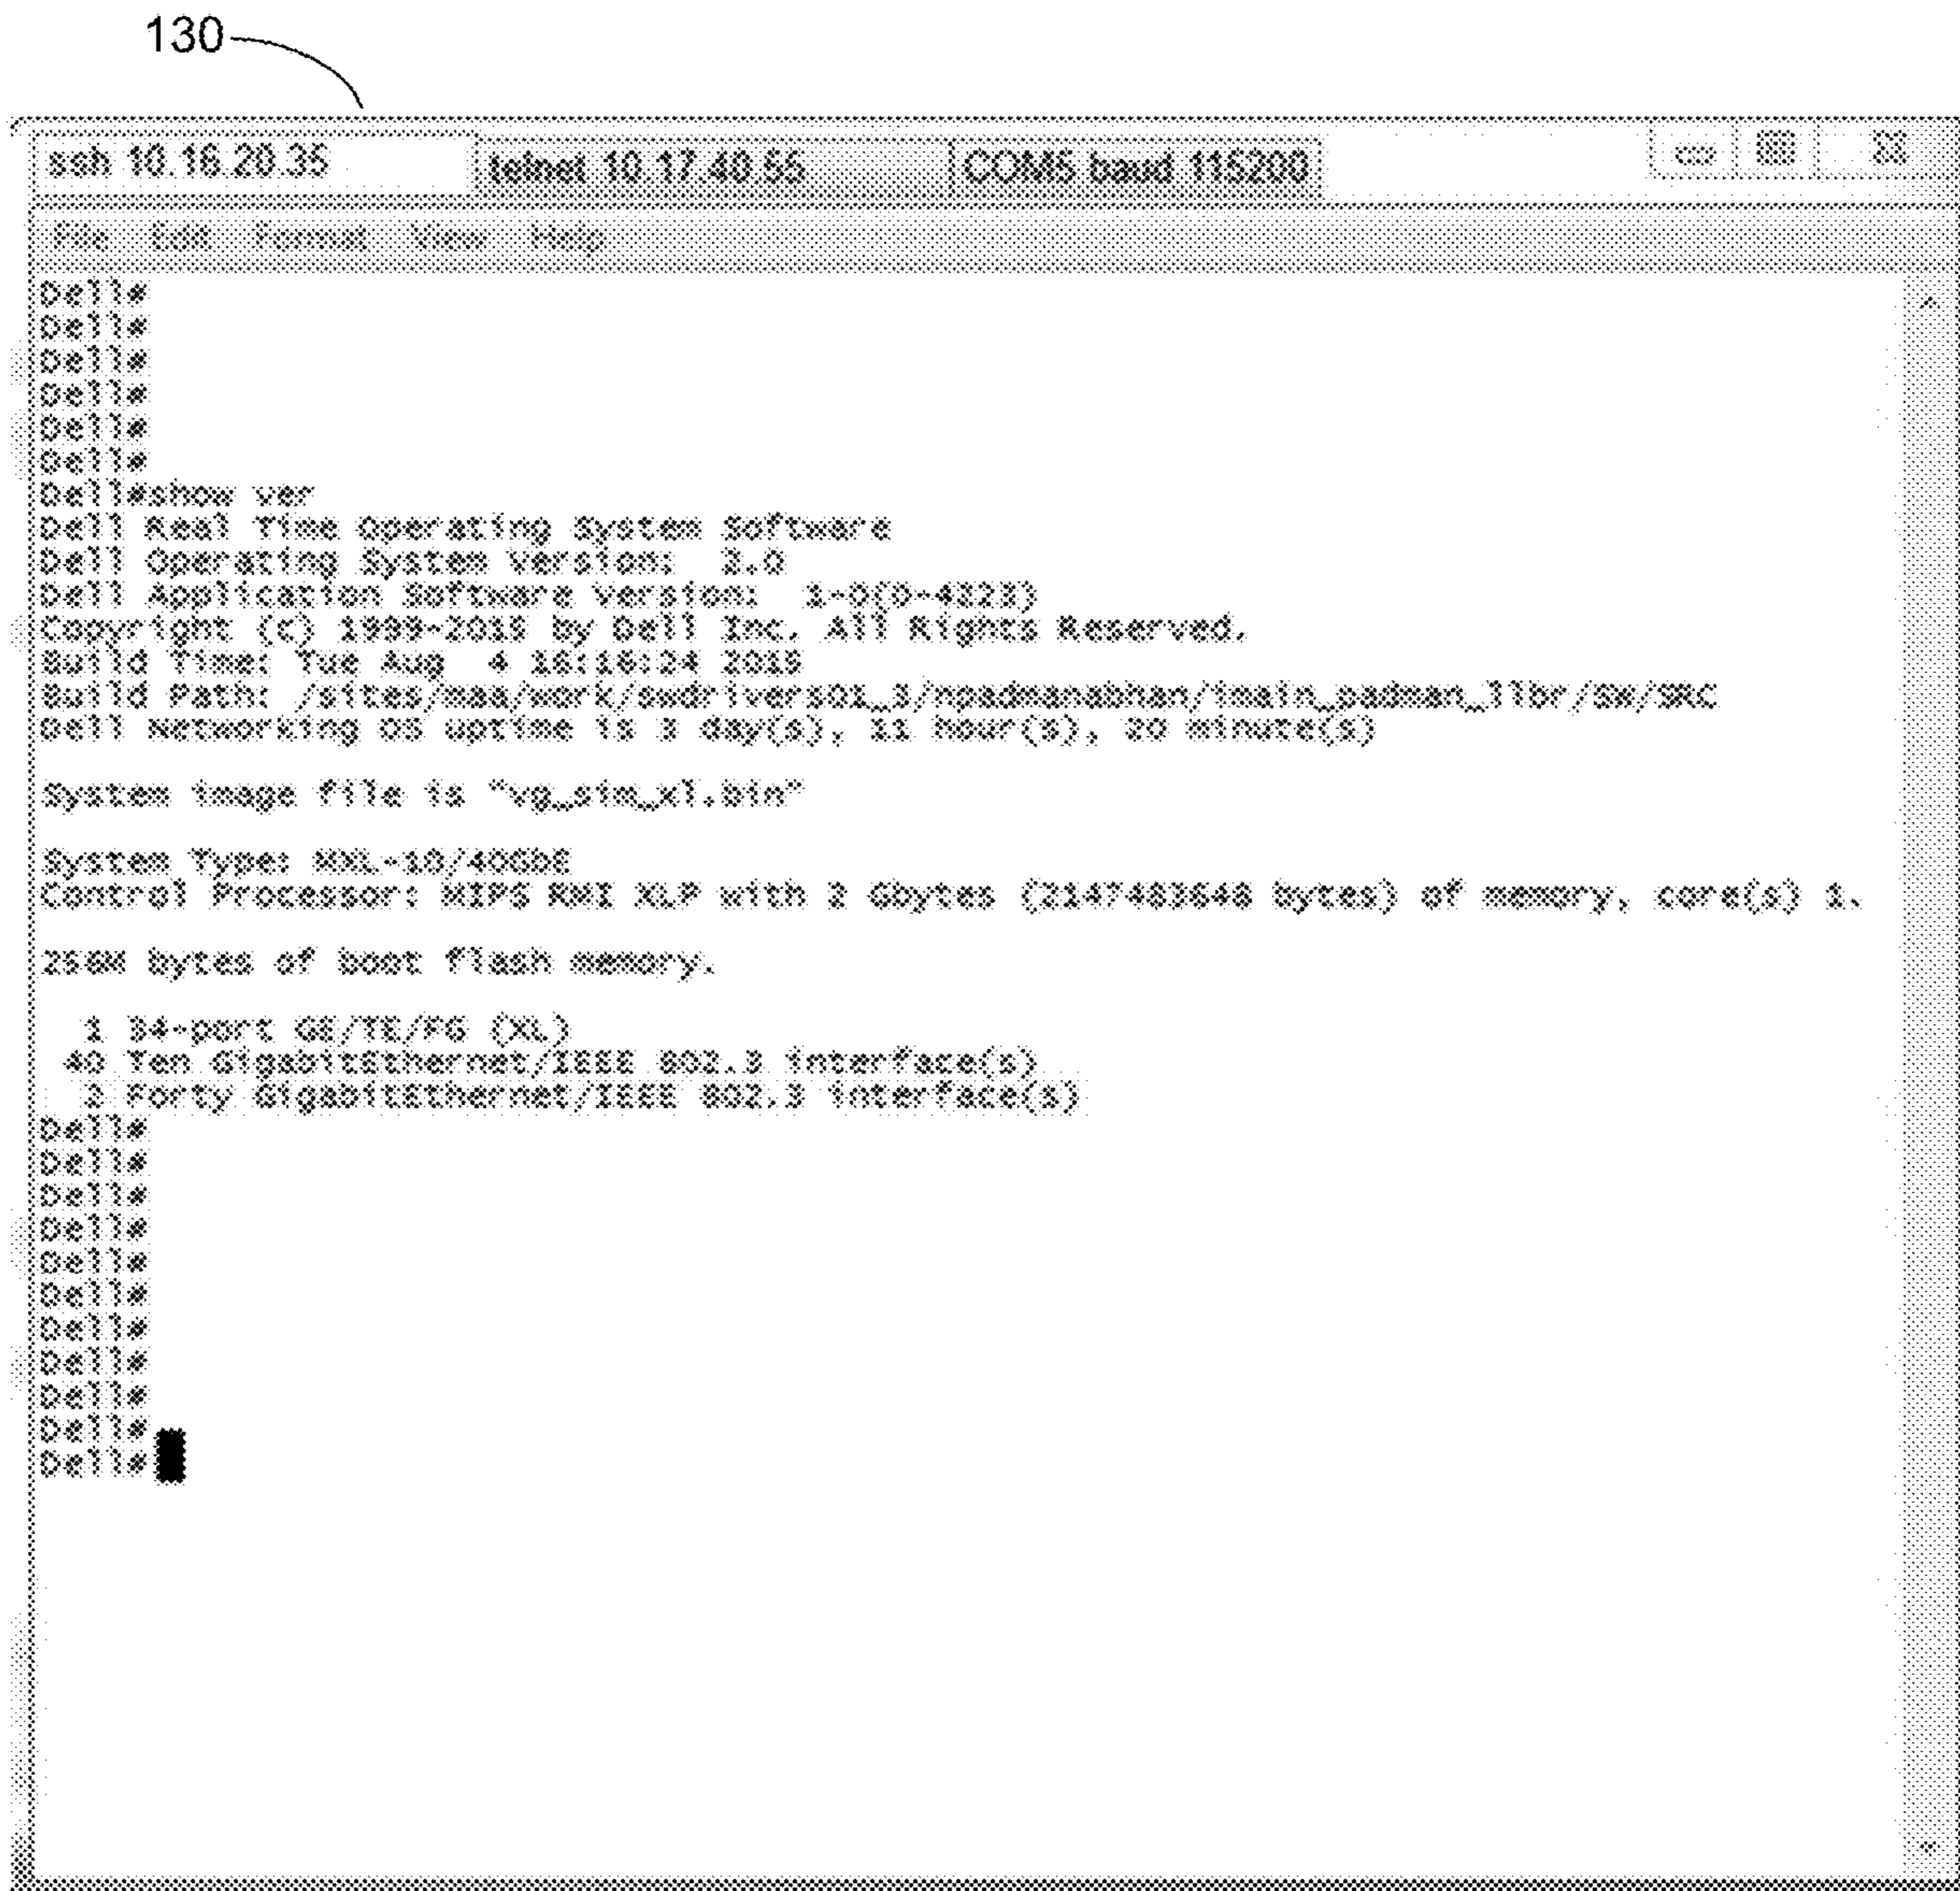 130
ssh 10.16.20.35 telnet 10.17.40.55 COM5 baud 115200
File Edit Format View Help
Dell#
Dell#
Dell#
Dell#
Dell#
Dell#
Dell#show ver
Dell Real Time Operating System Software
Dell Operating System Version: 2.0
Dell Application Software Version: 1-0(0-4323)
Copyright (c) 1999-2015 by Dell Inc. All Rights Reserved.
Build Time: Tue Aug 4 16:16:24 2015
Build Path: /sites/maa/work/swdrivers01_3/npadmanabhan/imain_padman_llbr/SW/SRC
Dell Networking OS uptime is 3 day(s), 11 hour(s), 20 minute(s)
System image file is "vg_sim_xl.bin"
System Type: MXL-10/40GbE
Control Processor: MIPS RMI XLP with 2 Gbytes (2147483648 bytes) of memory, core(s) 1.
256M bytes of boot flash memory.
1 34-port GE/TE/FG (XL)
40 Ten GigabitEthernet/IEEE 802.3 interface(s)
2 Forty GigabitEthernet/IEEE 802.3 interface(s)
Dell#
Dell#
Dell#
Dell#
Dell#
Dell#
Dell#
Dell#
Dell#
Dell#
Dell#